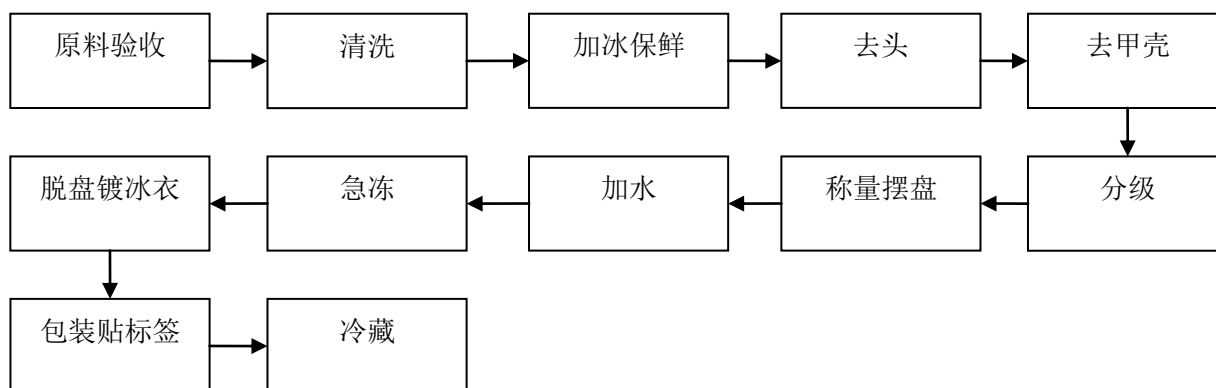 原料验收
清洗
加冰保鲜
去头
去甲壳
分级
称量摆盘
加水
急冻
脱盘镀冰衣
包装贴标签
冷藏